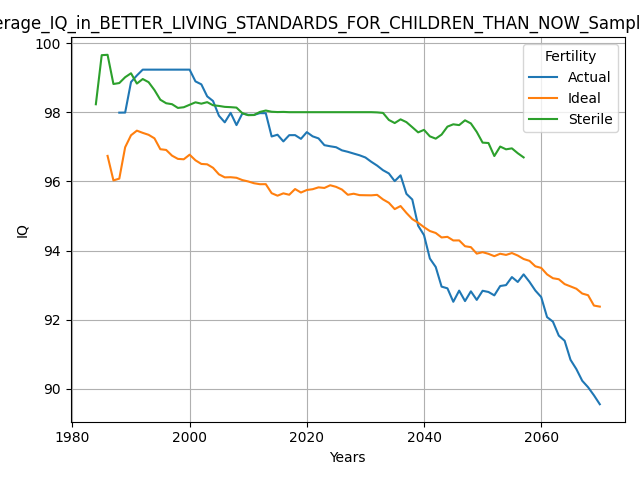 erage_IQ_in_BETTER_LIVING_STANDARDS_FOR_CHILDREN_THAN_NOW_Sampl
100
98
96
94
92
90
IQ
1980
2000
2020
2040
2060
Years
Fertility
Actual
Ideal
Sterile